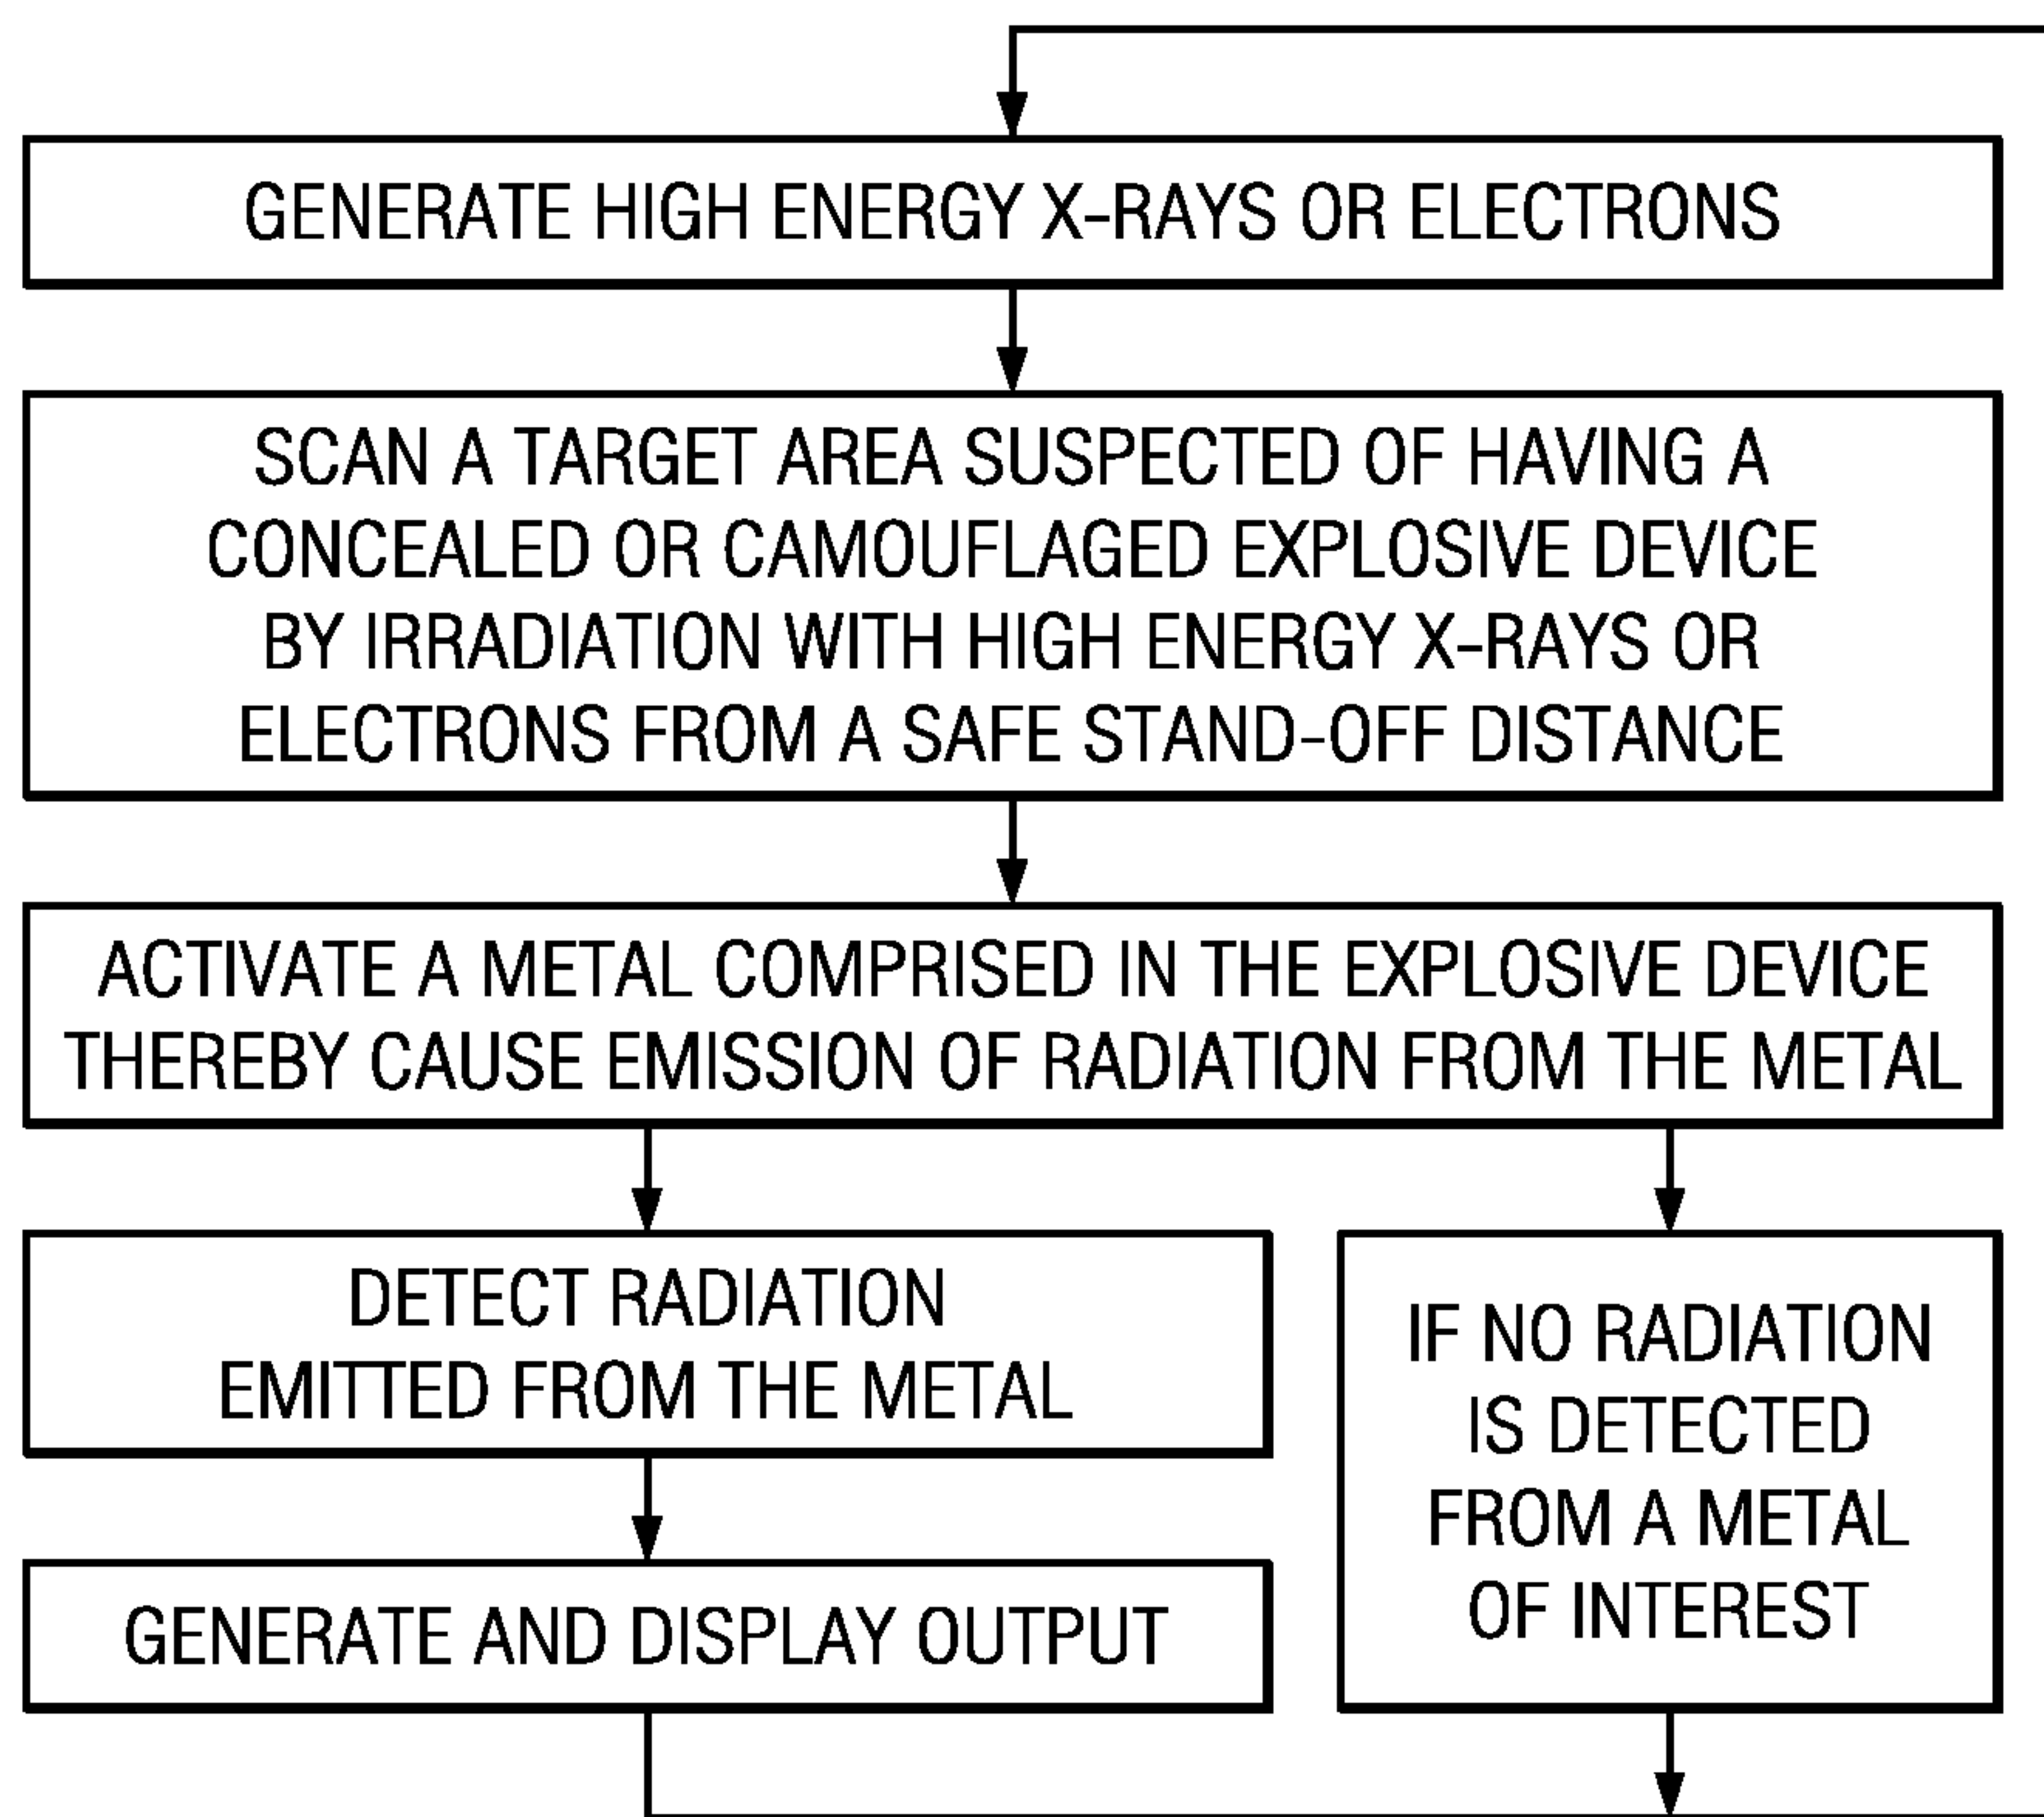 GENERATE HIGH ENERGY X-RAYS OR ELECTRONS
SCAN A TARGET AREA SUSPECTED OF HAVING A
CONCEALED OR CAMOUFLAGED EXPLOSIVE DEVICE
BY IRRADIATION WITH HIGH ENERGY X-RAYS OR
ELECTRONS FROM A SAFE STAND-OFF DISTANCE
ACTIVATE A METAL COMPRISED IN THE EXPLOSIVE DEVICE
THEREBY CAUSE EMISSION OF RADIATION FROM THE METAL
DETECT RADIATION
EMITTED FROM THE METAL
GENERATE AND DISPLAY OUTPUT
IF NO RADIATION
IS DETECTED
FROM A METAL
OF INTEREST